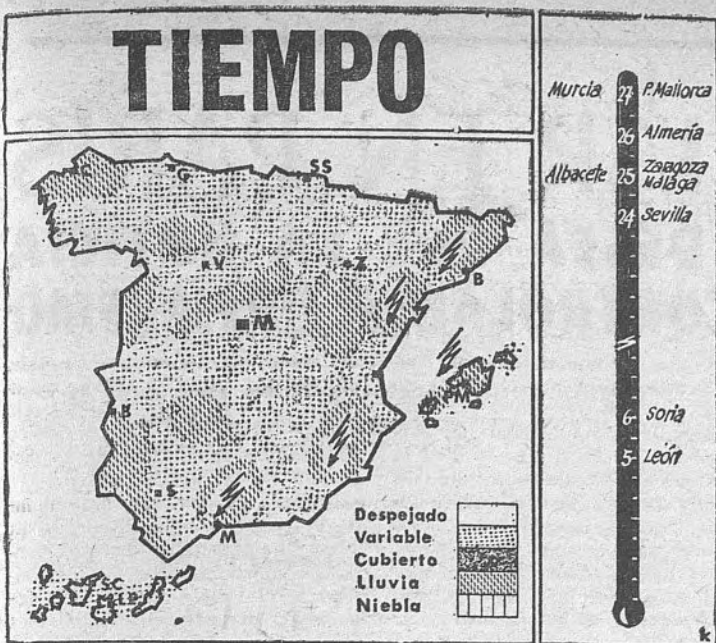 TIEMPO
C
G
SS
V
Z
B
M
PM
B
S
M
SC
Despejado
Variable
Cubierto
Lluvia
Niebla
Murcia 27 P. Mallorca
26 Almería
Albacete 25 Zaragoza
Málaga
24 Sevilla
6 Soria
5 León